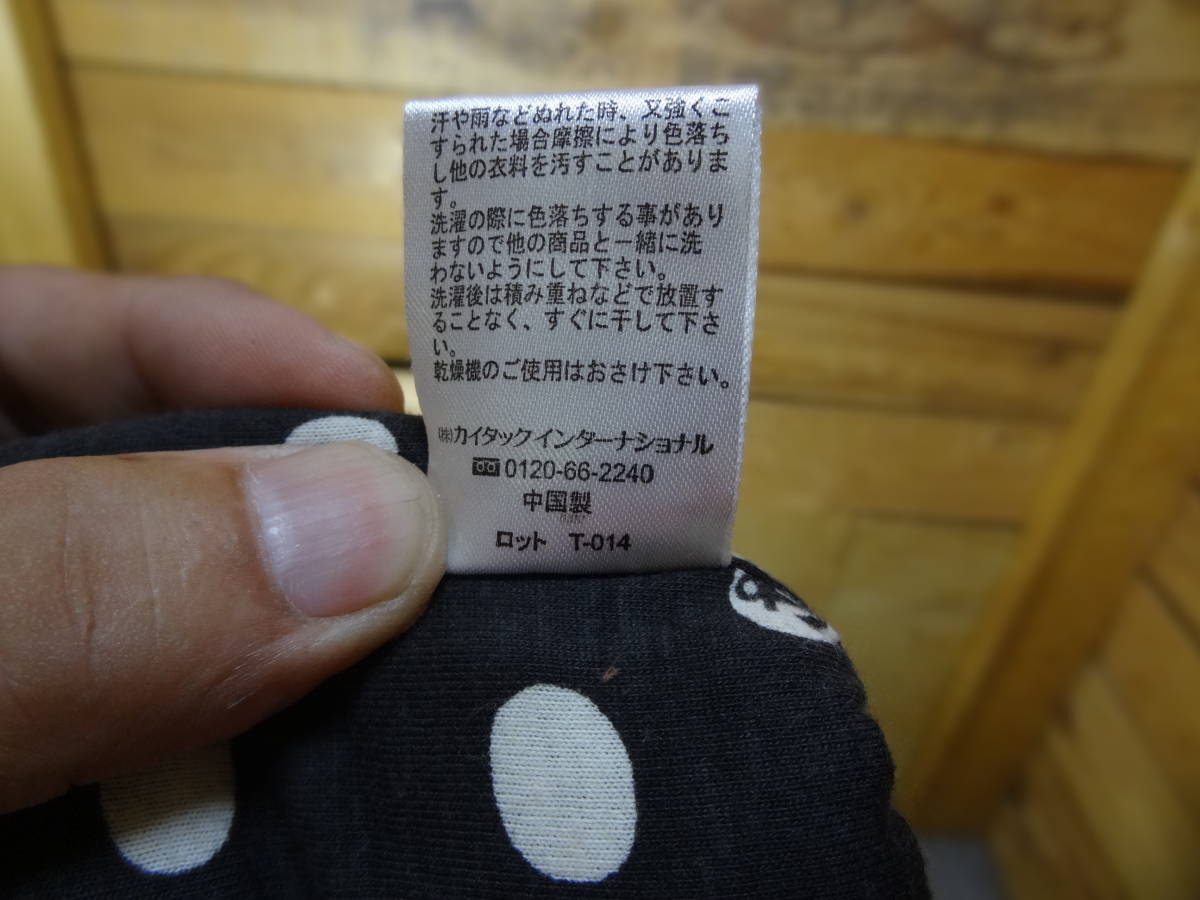 汗や雨などぬれた時、又強くこ
すられた場合摩擦により色落ち
し他の衣料を汚すことがありま
す。
洗濯の際に色落ちする事があり
ますので他の商品と一緒に洗
わないようにして下さい。
洗濯後は積み重ねなどで放置す
ることなく、すぐに干して下さ
い。
乾燥機のご使用はおさけ下さい。
㈱カイタックインターナショナル
0120-66-2240
中国製
ロット T-014